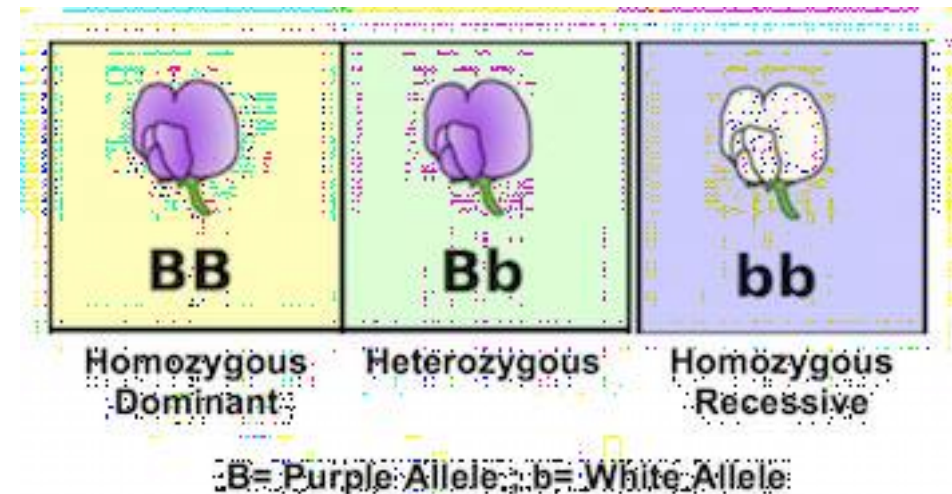 BB Bb bb
Homozygous Heterozygous Homozygous
Dominant Recessive
B= Purple Allele ; b= White Allele